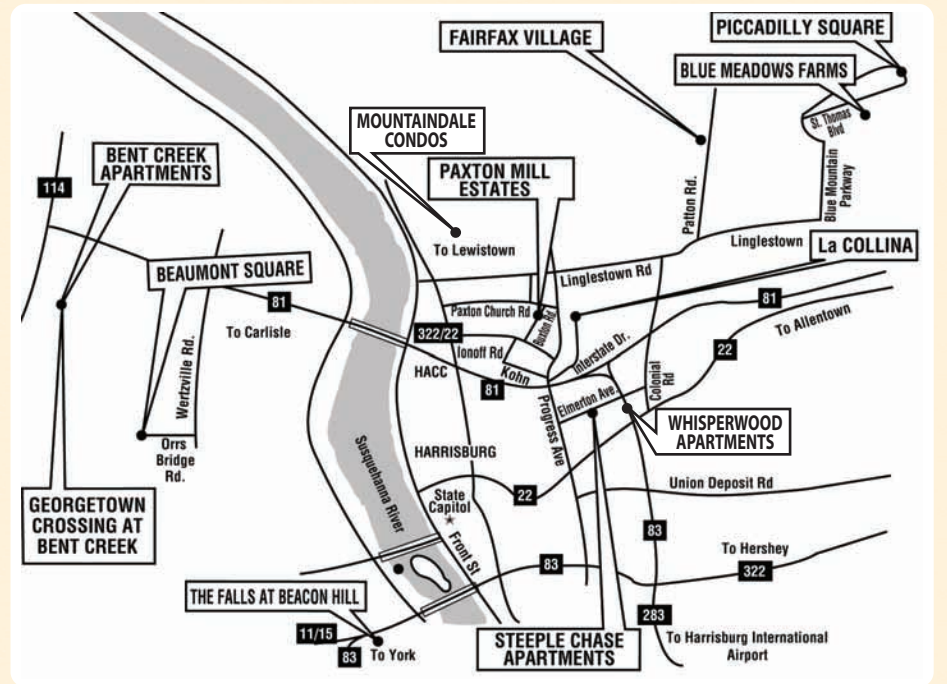 FAIRFAX VILLAGE
PICCADILLY SQUARE
BLUE MEADOWS FARMS
St. Thomas
Blvd
MOUNTAINDALE
CONDOS
BENT CREEK
APARTMENTS
114
PAXTON MILL
ESTATES
Patton Rd.
Blue Mountain
Parkway
To Lewistown
Linglestown
La COLLINA
BEAUMONT SQUARE
Linglestown Rd
81
81
To Carlisle
322/22
Paxton Church Rd
Buxton Rd.
To Allentown
Wertzville Rd.
Ionoff Rd
Interstate Dr.
22
HACC
Kohn
81
Colonial
Rd
Elmerton Ave
Progress Ave
WHISPERWOOD
APARTMENTS
Orrs
Bridge
Rd.
Susquehanna River
HARRISBURG
GEORGETOWN
CROSSING AT
BENT CREEK
State
Capitol
22
Union Deposit Rd
Front St
83
To Hershey
83
322
THE FALLS AT BEACON HILL
283
11/15
83
To York
STEEPLE CHASE
APARTMENTS
To Harrisburg International
Airport